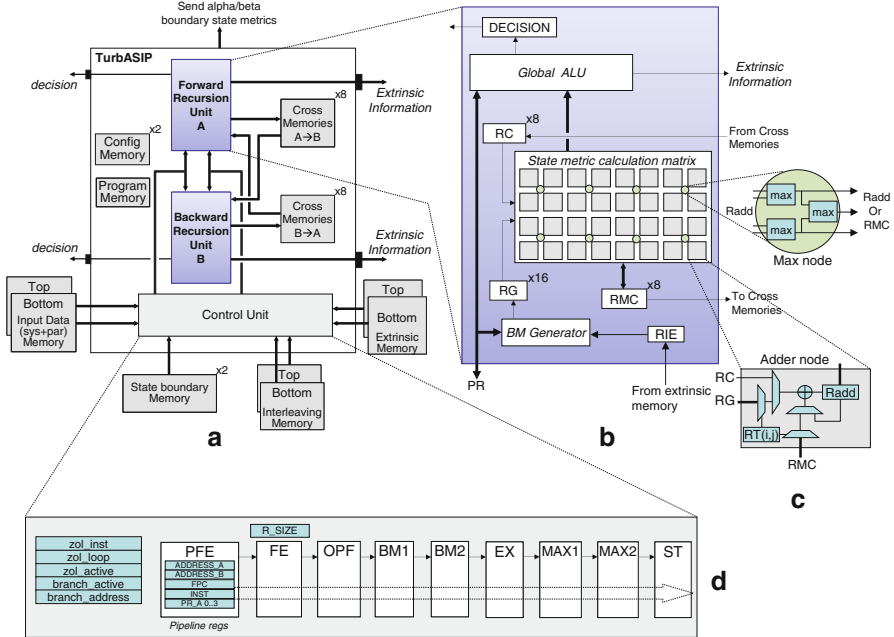 Send alpha/beta
boundary state metrics
TurbASIP
decision
Forward
Recursion
Unit
A
x8
Extrinsic
Information
Cross
Memories
A→B
x2
Config
Memory
Program
Memory
Backward
Recursion
Unit
B
x8
Cross
Memories
B→A
decision
Extrinsic
Information
Top
Bottom
Input Data
(sys+par)
Memory
Control Unit
Top
Bottom
Extrinsic
Memory
x2
State boundary
Memory
Top
Bottom
Interleaving
Memory
a
DECISION
Global ALU
Extrinsic
Information
x8
RC
From Cross
Memories
State metric calculation matrix
x16
RG
x8
RMC
To Cross
Memories
BM Generator
RIE
PR
From extrinsic
memory
b
Radd
max
max
max
Radd
Or
RMC
Max node
Adder node
RC
RG
Radd
RT(i,j)
RMC
c
zol_inst
zol_loop
zol_active
branch_active
branch_address
PFE
ADDRESS_A
ADDRESS_B
FPC
INST
PR_A 0..3
Pipeline regs
R_SIZE
FE
OPF
BM1
BM2
EX
MAX1
MAX2
ST
d